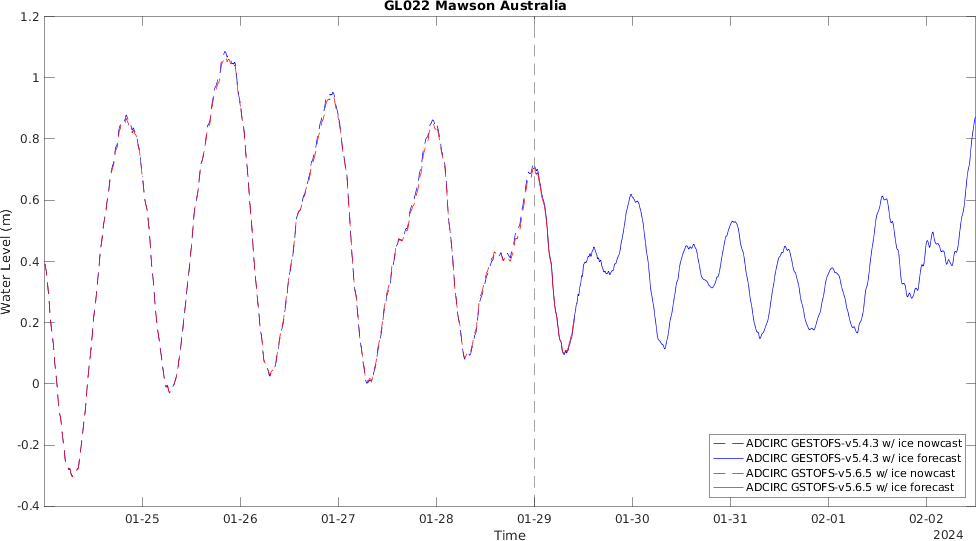 GL022 Mawson Australia
Water Level (m)
1.2
1
0.8
0.6
0.4
0.2
0
-0.2
-0.4
ADCIRC GESTOFS-v5.4.3 w/ ice nowcast
ADCIRC GESTOFS-v5.4.3 w/ ice forecast
ADCIRC GSTOFS-v5.6.5 w/ ice nowcast
ADCIRC GSTOFS-v5.6.5 w/ ice forecast
01-25 01-26 01-27 01-28 01-29 01-30 01-31 02-01 02-02
Time
2024